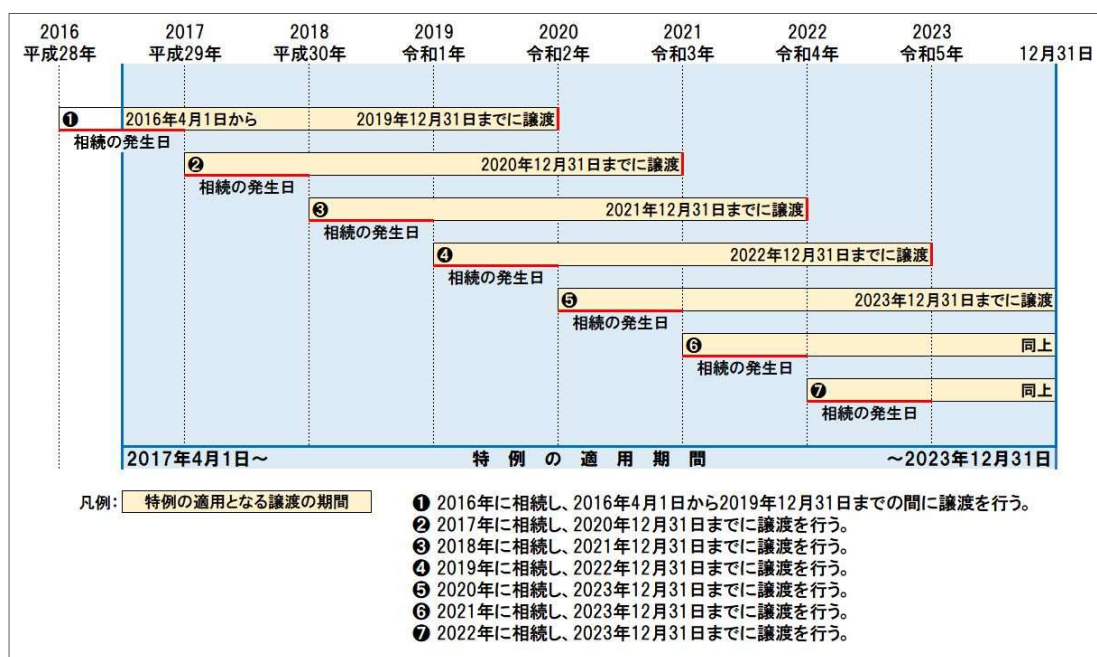 2016 2017 2018 2019 2020 2021 2022 2023
平成28年 平成29年 平成30年 令和1年 令和2年 令和3年 令和4年 令和5年 12月31日
❶ 2016年4月1日から 2019年12月31日までに譲渡
相続の発生日
❷ 2020年12月31日までに譲渡
相続の発生日
❸ 2021年12月31日までに譲渡
相続の発生日
❹ 2022年12月31日までに譲渡
相続の発生日
❺ 2023年12月31日までに譲渡
相続の発生日
❻ 同上
相続の発生日
❼ 同上
相続の発生日
2017年4月1日～ 特例の適用期間 ～2023年12月31日
凡例: 特例の適用となる譲渡の期間
❶ 2016年に相続し、2016年4月1日から2019年12月31日までの間に譲渡を行う。
❷ 2017年に相続し、2020年12月31日までに譲渡を行う。
❸ 2018年に相続し、2021年12月31日までに譲渡を行う。
❹ 2019年に相続し、2022年12月31日までに譲渡を行う。
❺ 2020年に相続し、2023年12月31日までに譲渡を行う。
❻ 2021年に相続し、2023年12月31日までに譲渡を行う。
❼ 2022年に相続し、2023年12月31日までに譲渡を行う。